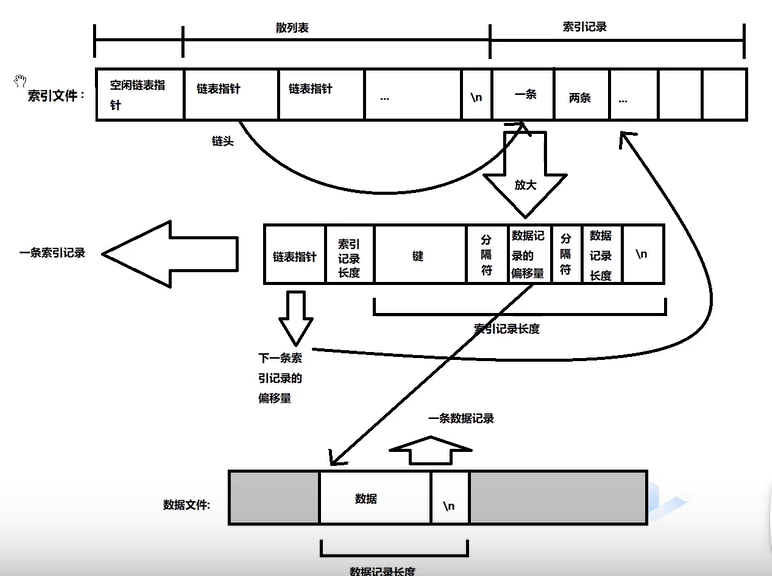 散列表
索引记录
索引文件：
空闲链表指
针
链表指针
链表指针
...
\n
一条
两条
...
链头
放大
一条索引记录
链表指针
索引
记录
长度
键
分
隔
符
数据记
录的
偏移量
分
隔
符
数据
记录
长度
\n
索引记录长度
下一条索
引记录的
偏移量
一条数据记录
数据文件:
数据
\n
数据记录长度